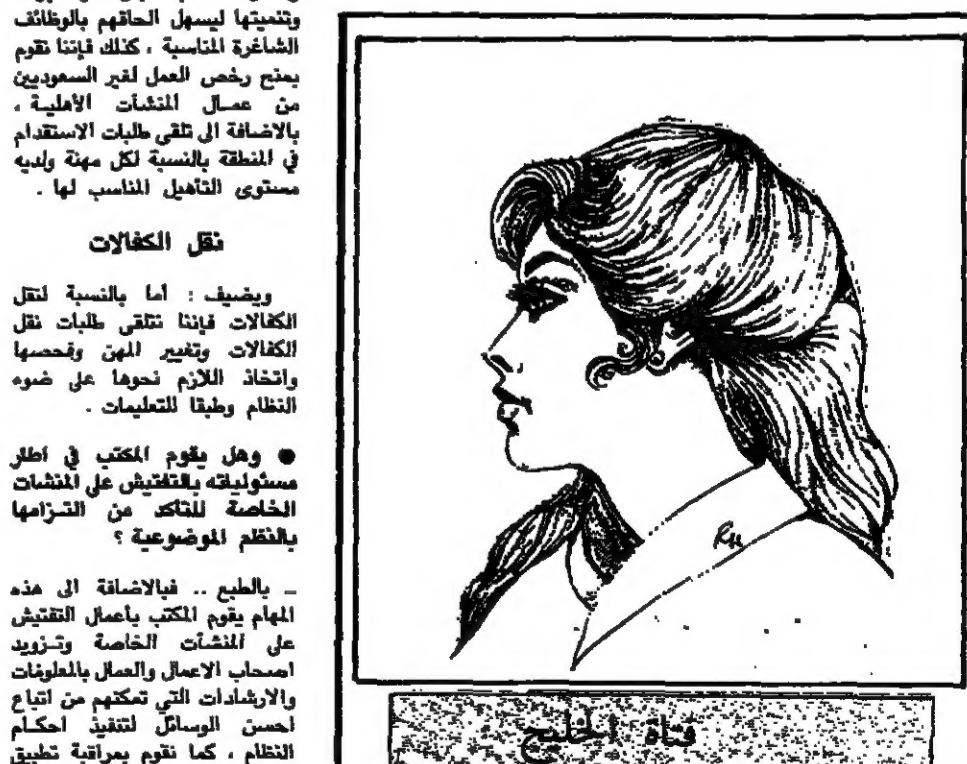 وتنميتها ليسهل الحاقهم بالوظائف
الشاغرة المناسبة ، كذلك فإننا نقوم
بمنح رخص العمل لغير السعوديين
من عمال المنشآت الأهلية ،
بالاضافة الى تلقى طلبات الاستقدام
في المنطقة بالنسبة لكل مهنة ولديه
مستوى التأهيل المناسب لها .
نقل الكفالات
ويضيف : أما بالنسبة لنقل
الكفالات فإننا نتلقى طلبات نقل
الكفالات وتغيير المهن وفحصها
واتخاذ اللازم نحوها على ضوء
النظام وطبقا للتعليمات .
● وهل يقوم المكتب في اطار
مسئولياته بالتفتيش على المنشات
الخاصة للتأكد من التزامها
بالنظم الموضوعية ؟
ـ بالطبع .. فبالاضافة الى هذه
المهام يقوم المكتب بأعمال التفتيش
على المنشآت الخاصة وتزويد
اصحاب الاعمال والعمال بالمعلومات
والارشادات التي تمكنهم من اتباع
احسن الوسائل لتنفيذ احكام
النظام ، كما نقوم بمراقبة تطبيق
فتاة الخليج